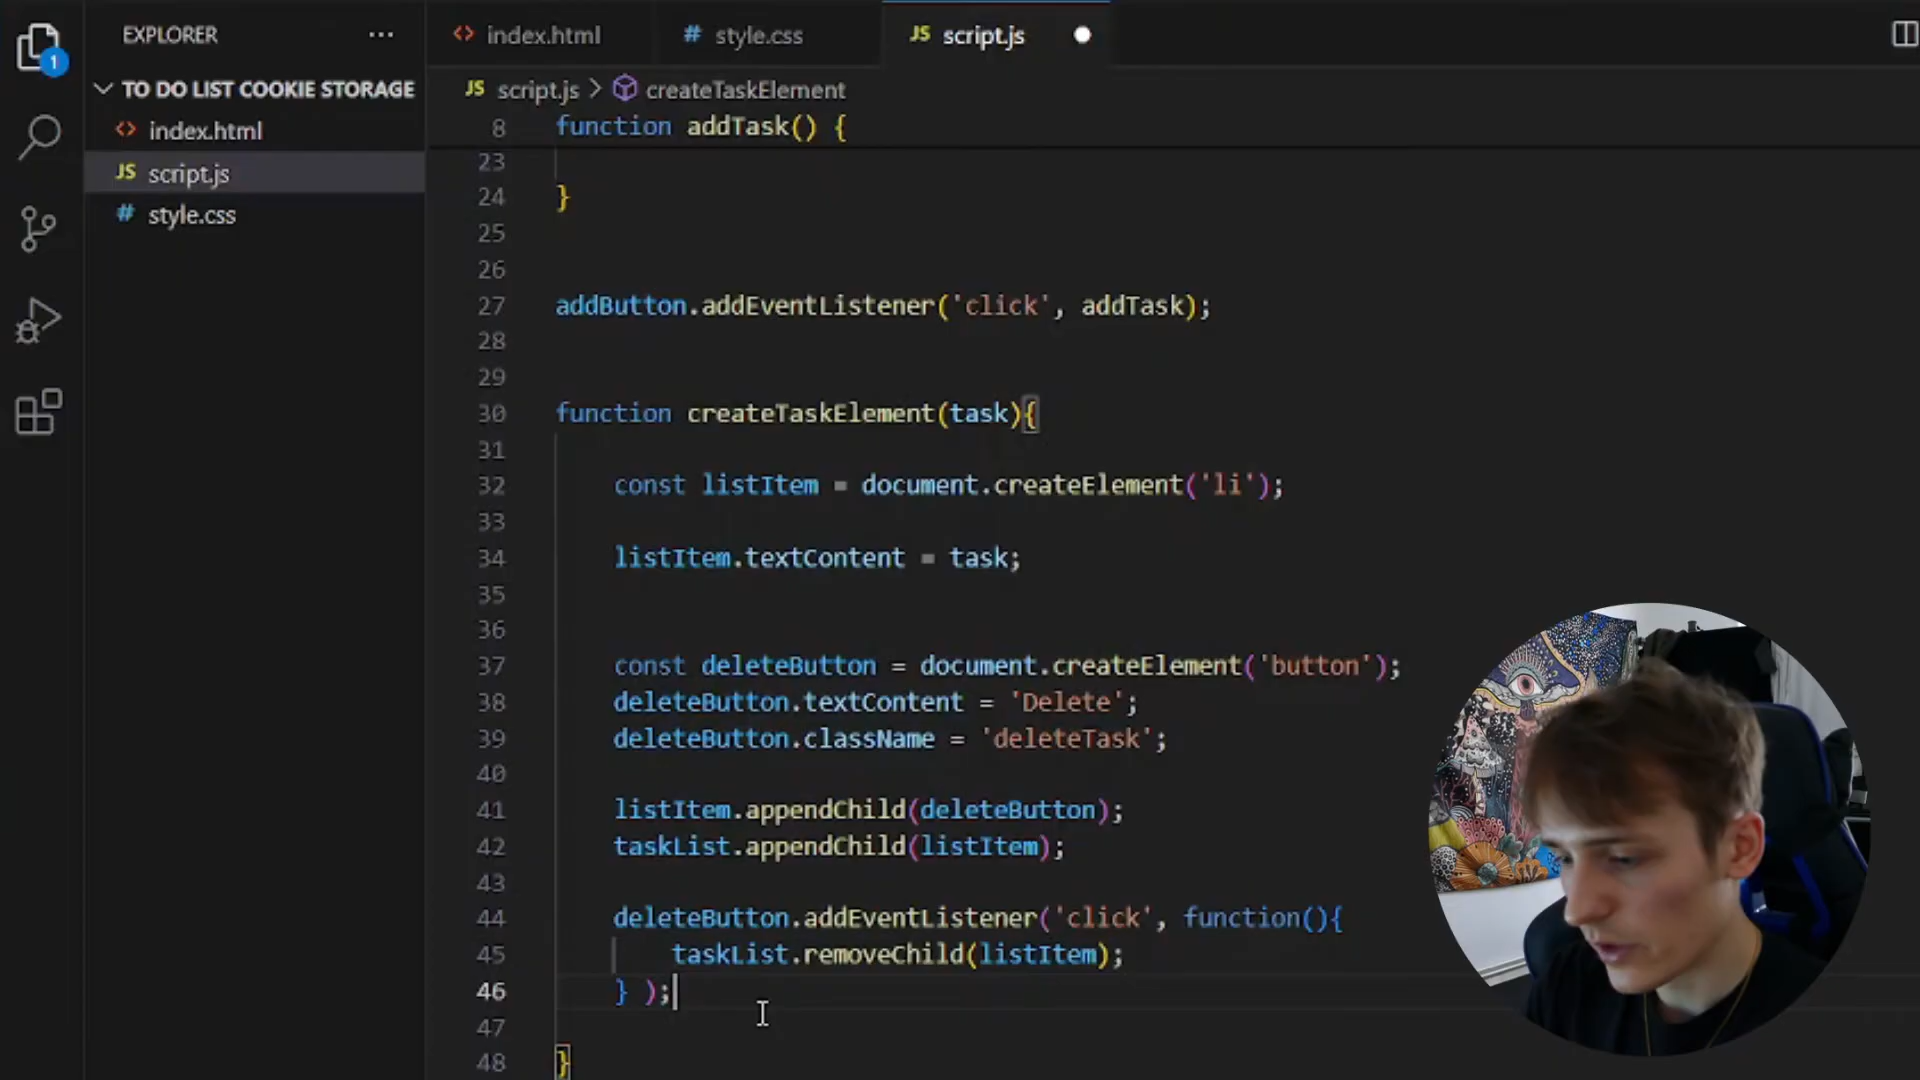 EXPLORER ...
TO DO LIST COOKIE STORAGE
<> index.html
JS script.js
# style.css
1
<> index.html
# style.css
JS script.js
JS script.js > createTaskElement
8 function addTask() {
23
24 }
25
26
27 addButton.addEventListener('click', addTask);
28
29
30 function createTaskElement(task){
31
32 const listItem = document.createElement('li');
33
34 listItem.textContent = task;
35
36
37 const deleteButton = document.createElement('button');
38 deleteButton.textContent = 'Delete';
39 deleteButton.className = 'deleteTask';
40
41 listItem.appendChild(deleteButton);
42 taskList.appendChild(listItem);
43
44 deleteButton.addEventListener('click', function(){
45 taskList.removeChild(listItem);
46 } );
47
48 }